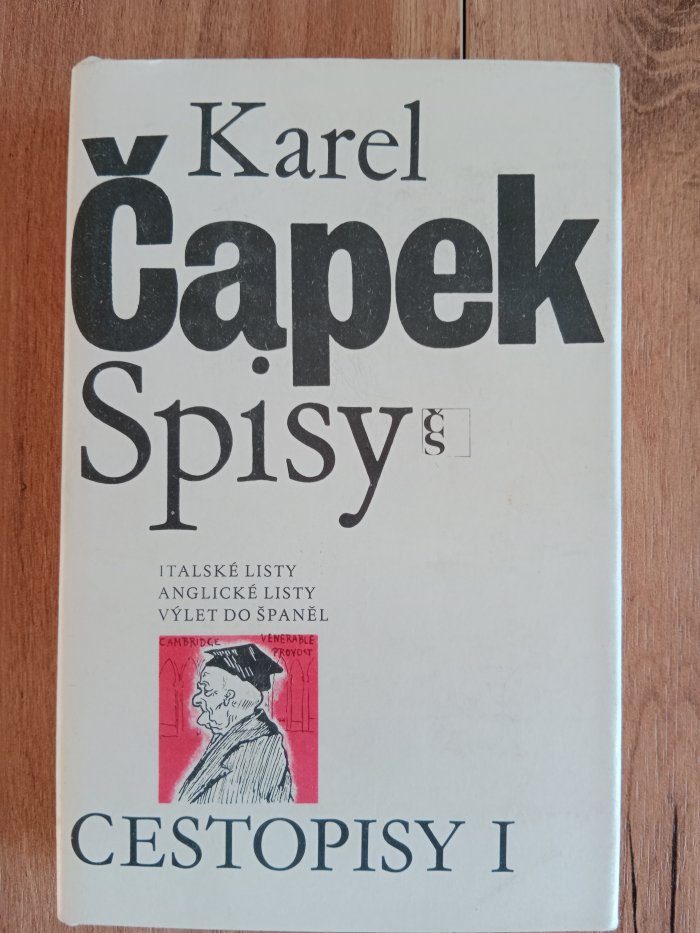 Karel
Čapek
Spisy
ČS
ITALSKÉ LISTY
ANGLICKÉ LISTY
VÝLET DO ŠPANĚL
CAMBRIDGE VENERABLE
PROVOST
CESTOPISY I